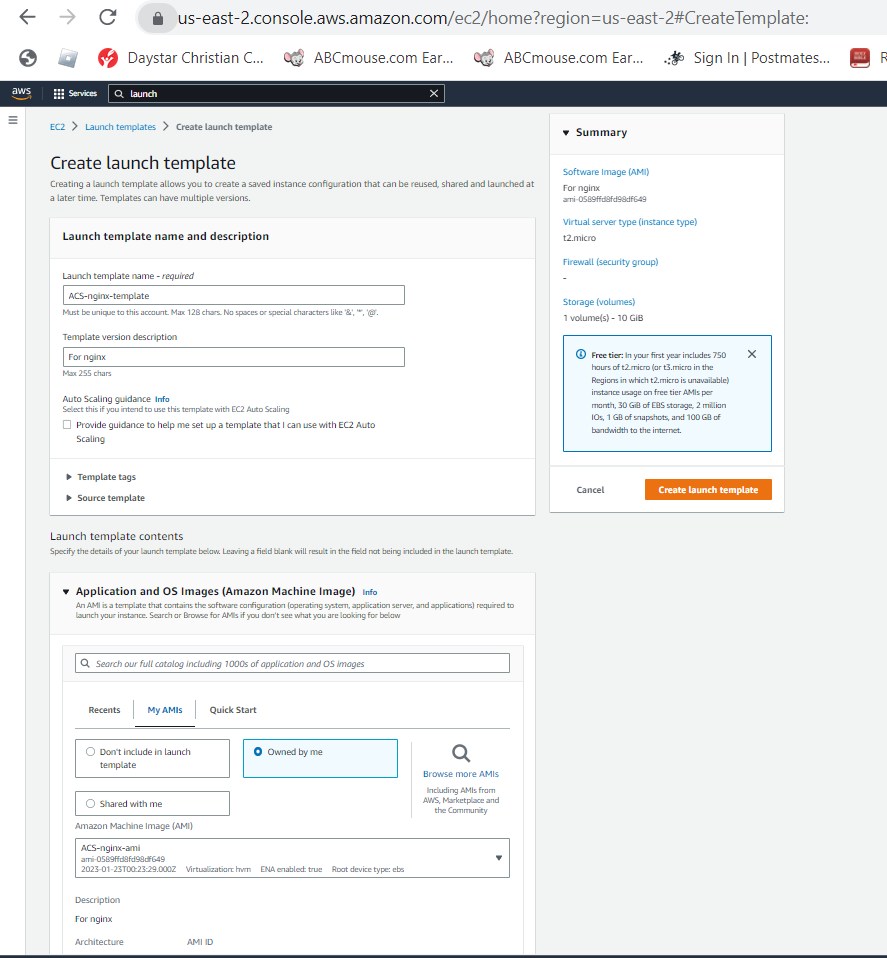 us-east-2.console.aws.amazon.com/ec2/home?region=us-east-2#CreateTemplate:
Daystar Christian C... ABCmouse.com Ear... ABCmouse.com Ear... Sign In | Postmates...
aws Services launch
EC2 > Launch templates > Create launch template
Create launch template
Creating a launch template allows you to create a saved instance configuration that can be reused, shared and launched at
a later time. Templates can have multiple versions.
Launch template name and description
Launch template name - required
ACS-nginx-template
Must be unique to this account. Max 128 chars. No spaces or special characters like '&', '*', '@'.
Template version description
For nginx
Max 255 chars
Auto Scaling guidance Info
Select this if you intend to use this template with EC2 Auto Scaling
Provide guidance to help me set up a template that I can use with EC2 Auto
Scaling
Template tags
Source template
Launch template contents
Specify the details of your launch template below. Leaving a field blank will result in the field not being included in the launch template.
Application and OS Images (Amazon Machine Image) Info
An AMI is a template that contains the software configuration (operating system, application server, and applications) required to
launch your instance. Search or Browse for AMIs if you don't see what you are looking for below
Search our full catalog including 1000s of application and OS images
Recents My AMIs Quick Start
Don't include in launch
template
Owned by me
Shared with me
Browse more AMIs
Including AMIs from
AWS, Marketplace and
the Community
Amazon Machine Image (AMI)
ACS-nginx-ami
ami-0589ffd8fd98df649
2023-01-23T00:23:29.000Z Virtualization: hvm ENA enabled: true Root device type: ebs
Description
For nginx
Architecture AMI ID
Summary
Software Image (AMI)
For nginx
ami-0589ffd8fd98df649
Virtual server type (instance type)
t2.micro
Firewall (security group)
-
Storage (volumes)
1 volume(s) - 10 GiB
Free tier: In your first year includes 750
hours of t2.micro (or t3.micro in the
Regions in which t2.micro is unavailable)
instance usage on free tier AMIs per
month, 30 GiB of EBS storage, 2 million
IOs, 1 GB of snapshots, and 100 GB of
bandwidth to the internet.
Cancel Create launch template